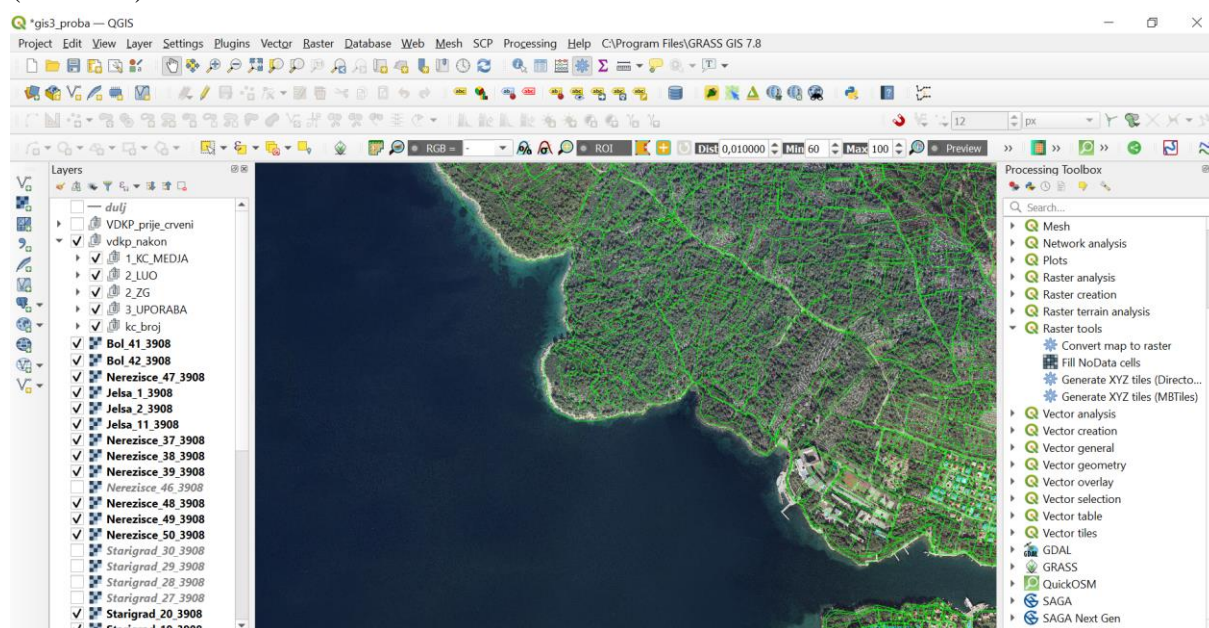 *gis3_proba — QGIS
Project Edit View Layer Settings Plugins Vector Raster Database Web Mesh SCP Processing Help C:\Program Files\GRASS GIS 7.8
12 px
RGB = - ROI Dist 0,010000 Min 60 Max 100 Preview » » »
Layers
dulj
VDKP_prije_crveni
vdkp_nakon
1_KC_MEDJA
2_LUO
2_ZG
3_UPORABA
kc_broj
Bol_41_3908
Bol_42_3908
Nerezisce_47_3908
Jelsa_1_3908
Jelsa_2_3908
Jelsa_11_3908
Nerezisce_37_3908
Nerezisce_38_3908
Nerezisce_39_3908
Nerezisce_46_3908
Nerezisce_48_3908
Nerezisce_49_3908
Nerezisce_50_3908
Starigrad_30_3908
Starigrad_29_3908
Starigrad_28_3908
Starigrad_27_3908
Starigrad_20_3908
Processing Toolbox
Search...
Mesh
Network analysis
Plots
Raster analysis
Raster creation
Raster terrain analysis
Raster tools
Convert map to raster
Fill NoData cells
Generate XYZ tiles (Directo...
Generate XYZ tiles (MBTiles)
Vector analysis
Vector creation
Vector general
Vector geometry
Vector overlay
Vector selection
Vector table
Vector tiles
GDAL
GRASS
QuickOSM
SAGA
SAGA Next Gen